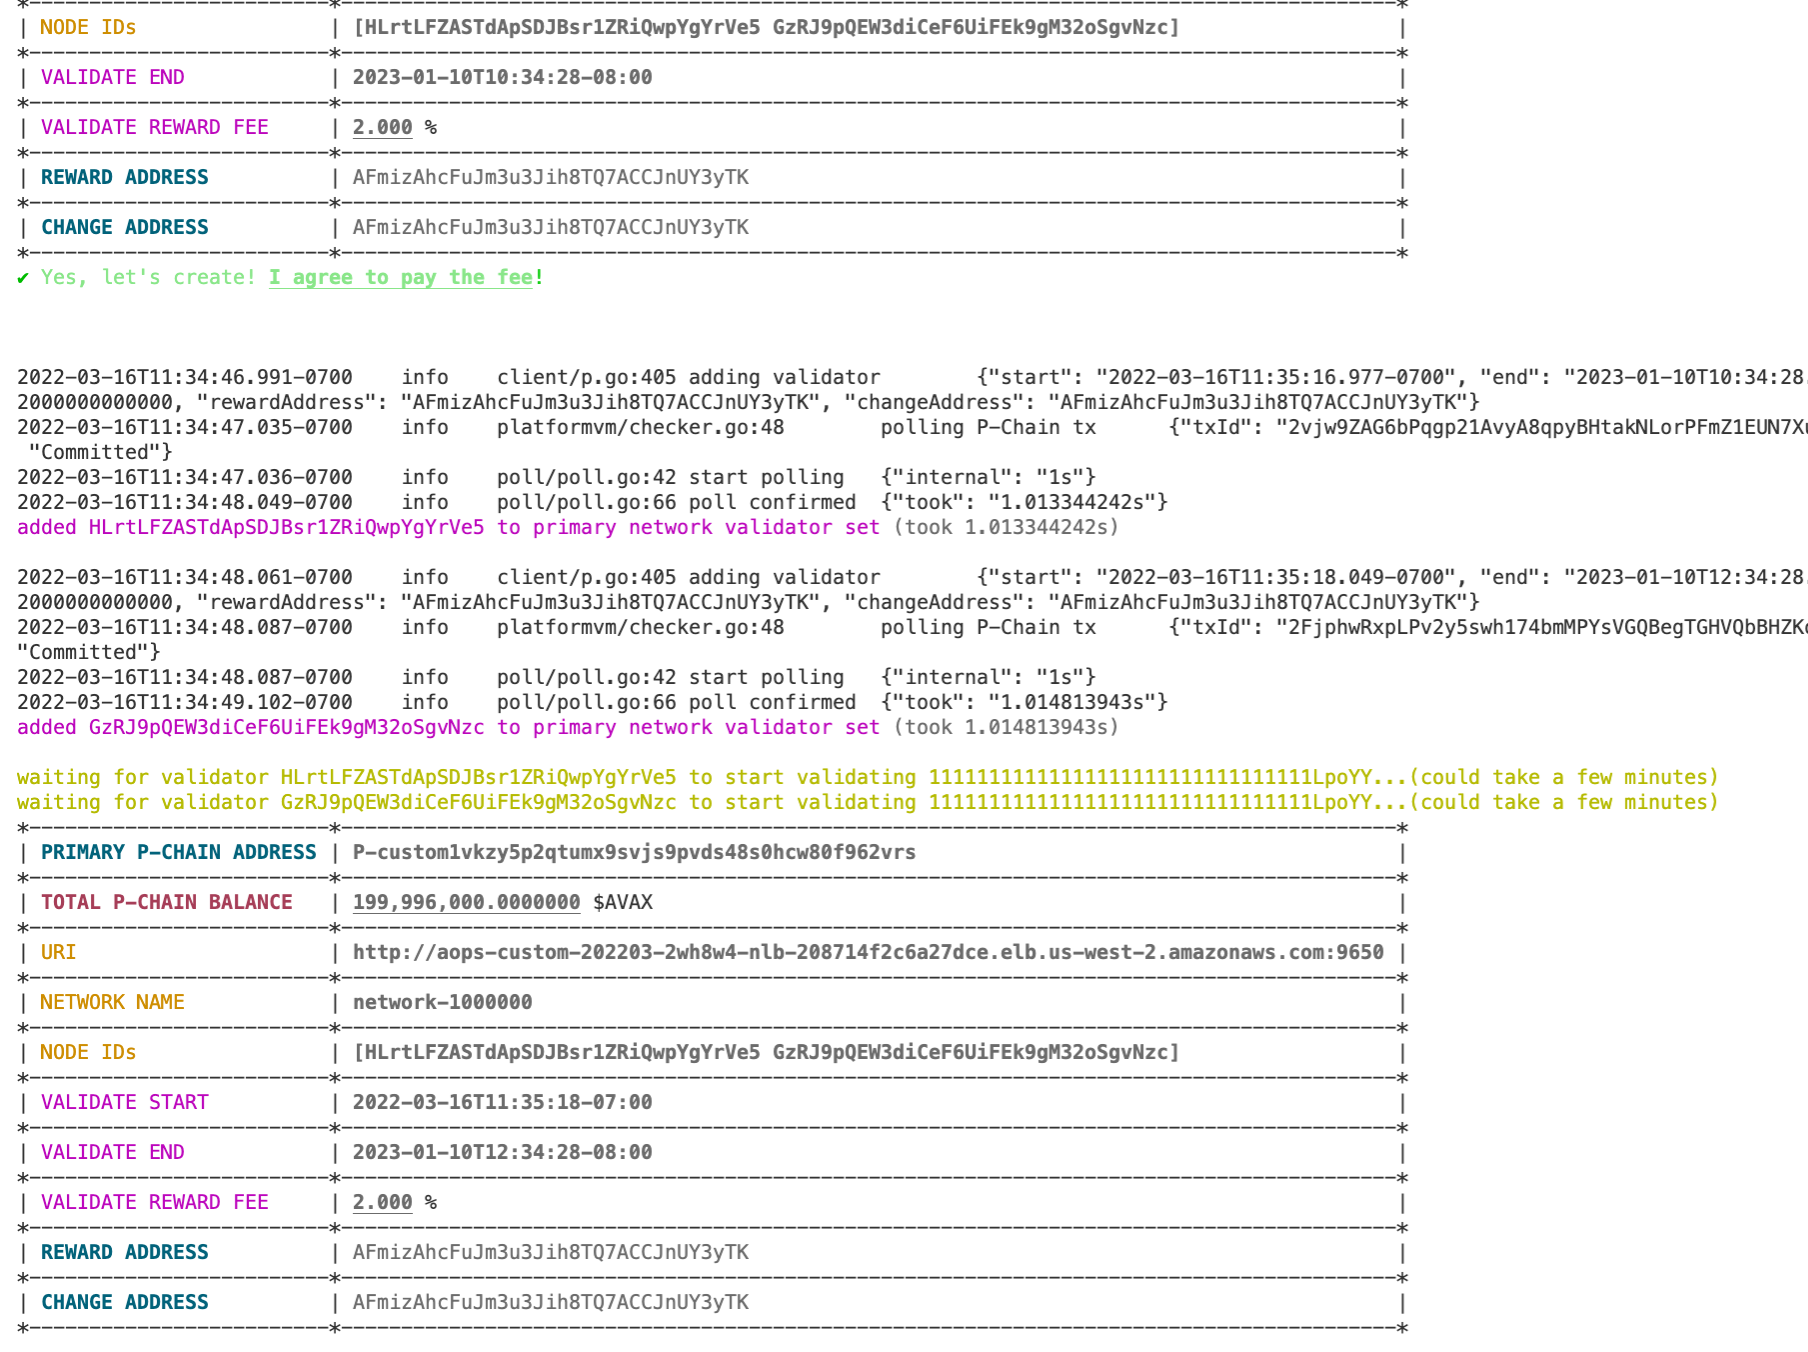 | NODE IDs | [HLrtLFZASTdApSDJBsr1ZRiQwpYgYrVe5 GzRJ9pQEW3diCeF6UiFEk9gM32oSgvNzc] |
| VALIDATE END | 2023-01-10T10:34:28-08:00 |
| VALIDATE REWARD FEE | 2.000 % |
| REWARD ADDRESS | AFmizAhcFuJm3u3Jih8TQ7ACCJnUY3yTK |
| CHANGE ADDRESS | AFmizAhcFuJm3u3Jih8TQ7ACCJnUY3yTK |
✔ Yes, let's create! I agree to pay the fee!
2022-03-16T11:34:46.991-0700 info client/p.go:405 adding validator {"start": "2022-03-16T11:35:16.977-0700", "end": "2023-01-10T10:34:28.
2000000000000, "rewardAddress": "AFmizAhcFuJm3u3Jih8TQ7ACCJnUY3yTK", "changeAddress": "AFmizAhcFuJm3u3Jih8TQ7ACCJnUY3yTK"}
2022-03-16T11:34:47.035-0700 info platformvm/checker.go:48 polling P-Chain tx {"txId": "2vjw9ZAG6bPqgp21AvyA8qpyBHtakNLorPFmZ1EUN7Xu
"Committed"}
2022-03-16T11:34:47.036-0700 info poll/poll.go:42 start polling {"internal": "1s"}
2022-03-16T11:34:48.049-0700 info poll/poll.go:66 poll confirmed {"took": "1.013344242s"}
added HLrtLFZASTdApSDJBsr1ZRiQwpYgYrVe5 to primary network validator set (took 1.013344242s)
2022-03-16T11:34:48.061-0700 info client/p.go:405 adding validator {"start": "2022-03-16T11:35:18.049-0700", "end": "2023-01-10T12:34:28.
2000000000000, "rewardAddress": "AFmizAhcFuJm3u3Jih8TQ7ACCJnUY3yTK", "changeAddress": "AFmizAhcFuJm3u3Jih8TQ7ACCJnUY3yTK"}
2022-03-16T11:34:48.087-0700 info platformvm/checker.go:48 polling P-Chain tx {"txId": "2FjphwRxpLPv2y5swh174bmMPYsVGQBegTGHVQbBHZKo
"Committed"}
2022-03-16T11:34:48.087-0700 info poll/poll.go:42 start polling {"internal": "1s"}
2022-03-16T11:34:49.102-0700 info poll/poll.go:66 poll confirmed {"took": "1.014813943s"}
added GzRJ9pQEW3diCeF6UiFEk9gM32oSgvNzc to primary network validator set (took 1.014813943s)
waiting for validator HLrtLFZASTdApSDJBsr1ZRiQwpYgYrVe5 to start validating 11111111111111111111111111111111LpoYY...(could take a few minutes)
waiting for validator GzRJ9pQEW3diCeF6UiFEk9gM32oSgvNzc to start validating 11111111111111111111111111111111LpoYY...(could take a few minutes)
| PRIMARY P-CHAIN ADDRESS | P-custom1vkzy5p2qtumx9svjs9pvds48s0hcw80f962vrs |
| TOTAL P-CHAIN BALANCE | 199,996,000.0000000 $AVAX |
| URI | http://aops-custom-202203-2wh8w4-nlb-208714f2c6a27dce.elb.us-west-2.amazonaws.com:9650 |
| NETWORK NAME | network-1000000 |
| NODE IDs | [HLrtLFZASTdApSDJBsr1ZRiQwpYgYrVe5 GzRJ9pQEW3diCeF6UiFEk9gM32oSgvNzc] |
| VALIDATE START | 2022-03-16T11:35:18-07:00 |
| VALIDATE END | 2023-01-10T12:34:28-08:00 |
| VALIDATE REWARD FEE | 2.000 % |
| REWARD ADDRESS | AFmizAhcFuJm3u3Jih8TQ7ACCJnUY3yTK |
| CHANGE ADDRESS | AFmizAhcFuJm3u3Jih8TQ7ACCJnUY3yTK |